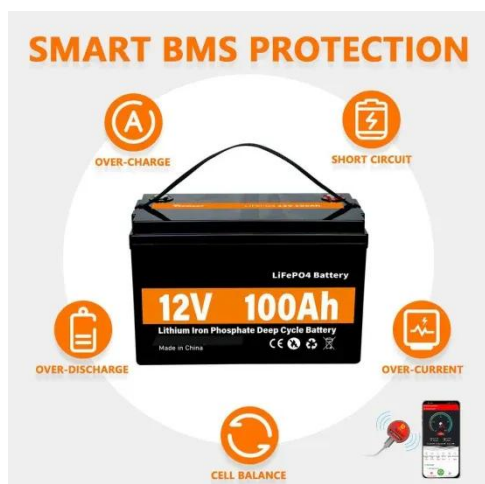 SMART BMS PROTECTION
OVER-CHARGE
SHORT CIRCUIT
LiFePO4 Battery
12V 100Ah
Lithium Iron Phosphate Deep Cycle Battery
Made in China
OVER-DISCHARGE
OVER-CURRENT
CELL BALANCE